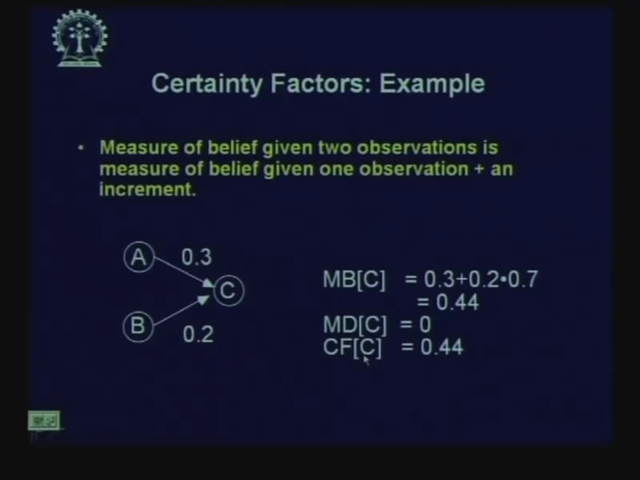 Certainty Factors: Example
• Measure of belief given two observations is
measure of belief given one observation + an
increment.
A 0.3
C
B 0.2
MB[C] = 0.3+0.2•0.7
= 0.44
MD[C] = 0
CF[C] = 0.44